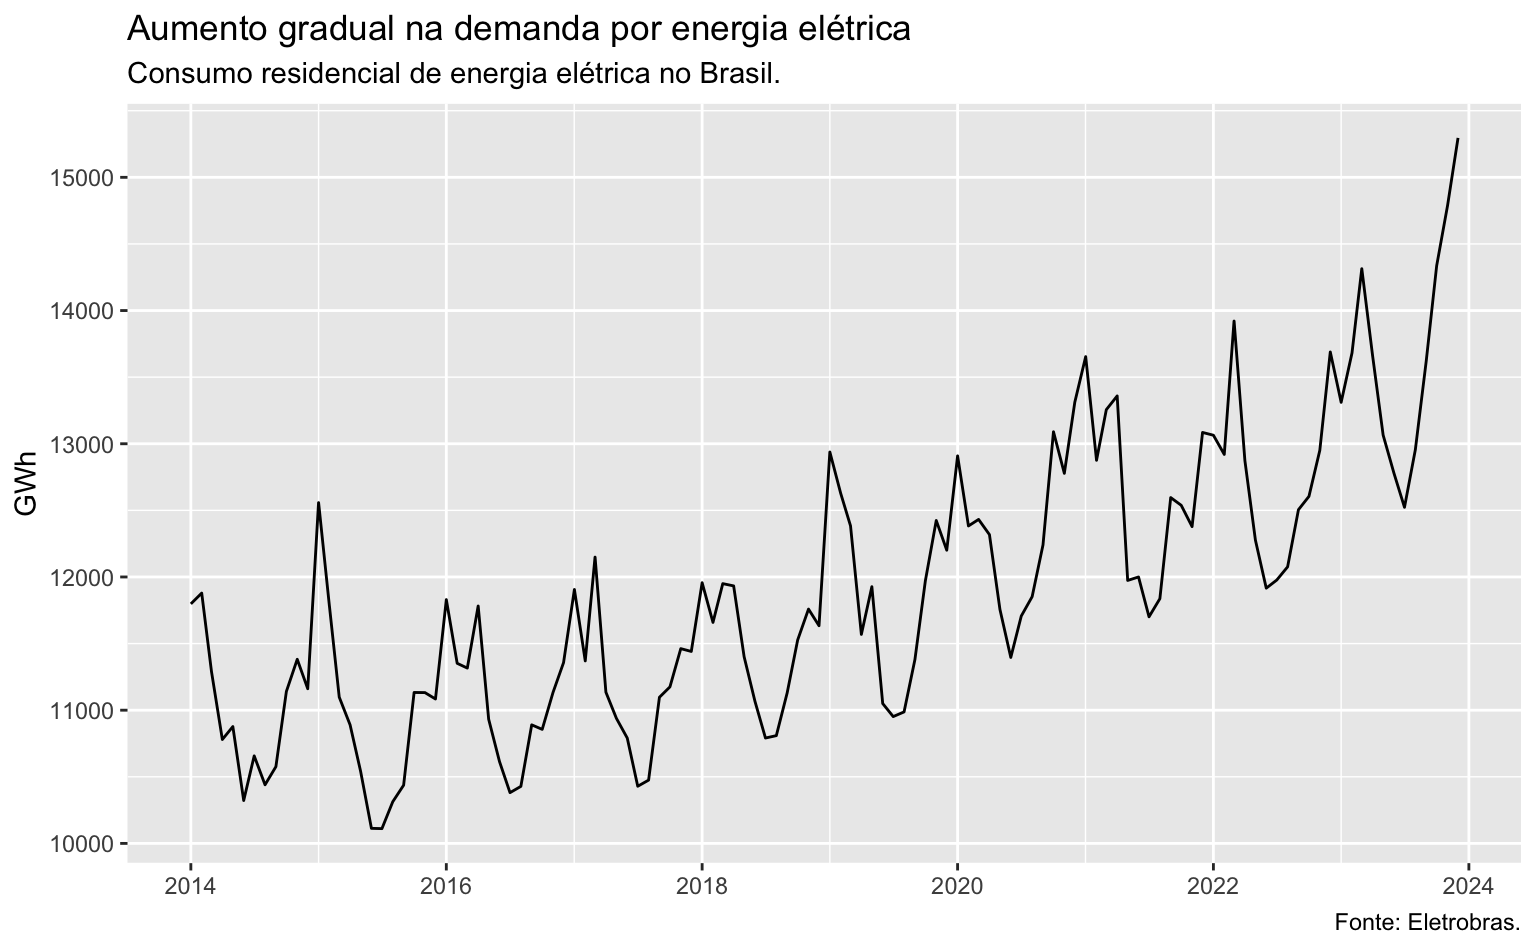 Aumento gradual na demanda por energia elétrica
Consumo residencial de energia elétrica no Brasil.
GWh
15000
14000
13000
12000
11000
10000
2014 2016 2018 2020 2022 2024
Fonte: Eletrobras.